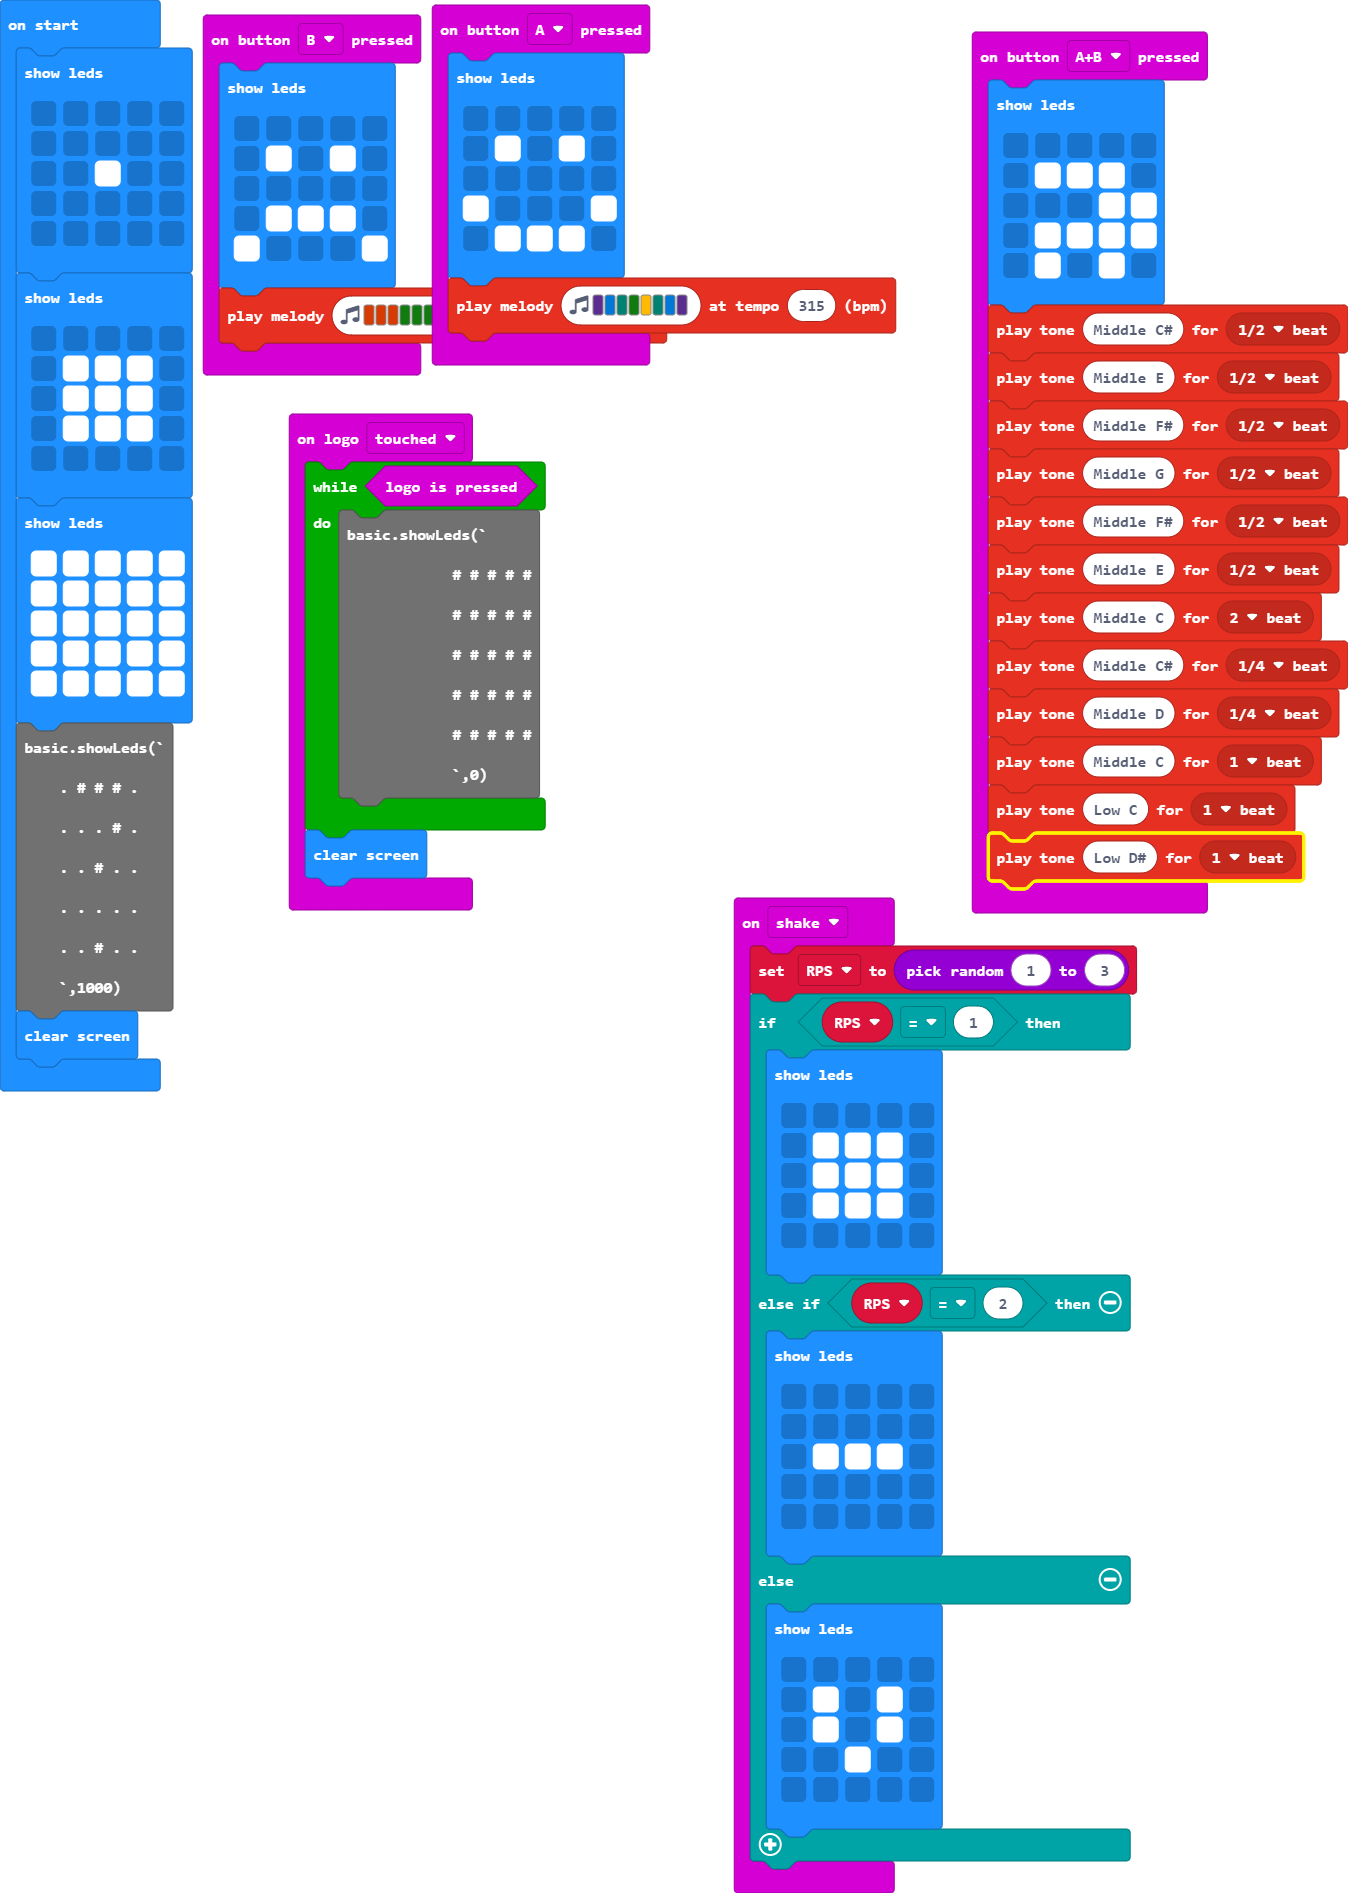 on start
show leds
show leds
show leds
basic.showLeds(`
. # # # .
. . . # .
. . # . .
. . . . .
. . # . .
`,1000)
clear screen
on button B pressed
show leds
play melody
on button A pressed
show leds
play melody at tempo 315 (bpm)
on logo touched
while logo is pressed
do
basic.showLeds(`
# # # # #
# # # # #
# # # # #
# # # # #
# # # # #
`,0)
clear screen
on button A+B pressed
show leds
play tone Middle C# for 1/2 beat
play tone Middle E for 1/2 beat
play tone Middle F# for 1/2 beat
play tone Middle G for 1/2 beat
play tone Middle F# for 1/2 beat
play tone Middle E for 1/2 beat
play tone Middle C for 2 beat
play tone Middle C# for 1/4 beat
play tone Middle D for 1/4 beat
play tone Middle C for 1 beat
play tone Low C for 1 beat
play tone Low D# for 1 beat
on shake
set RPS to pick random 1 to 3
if RPS = 1 then
show leds
else if RPS = 2 then
show leds
else
show leds